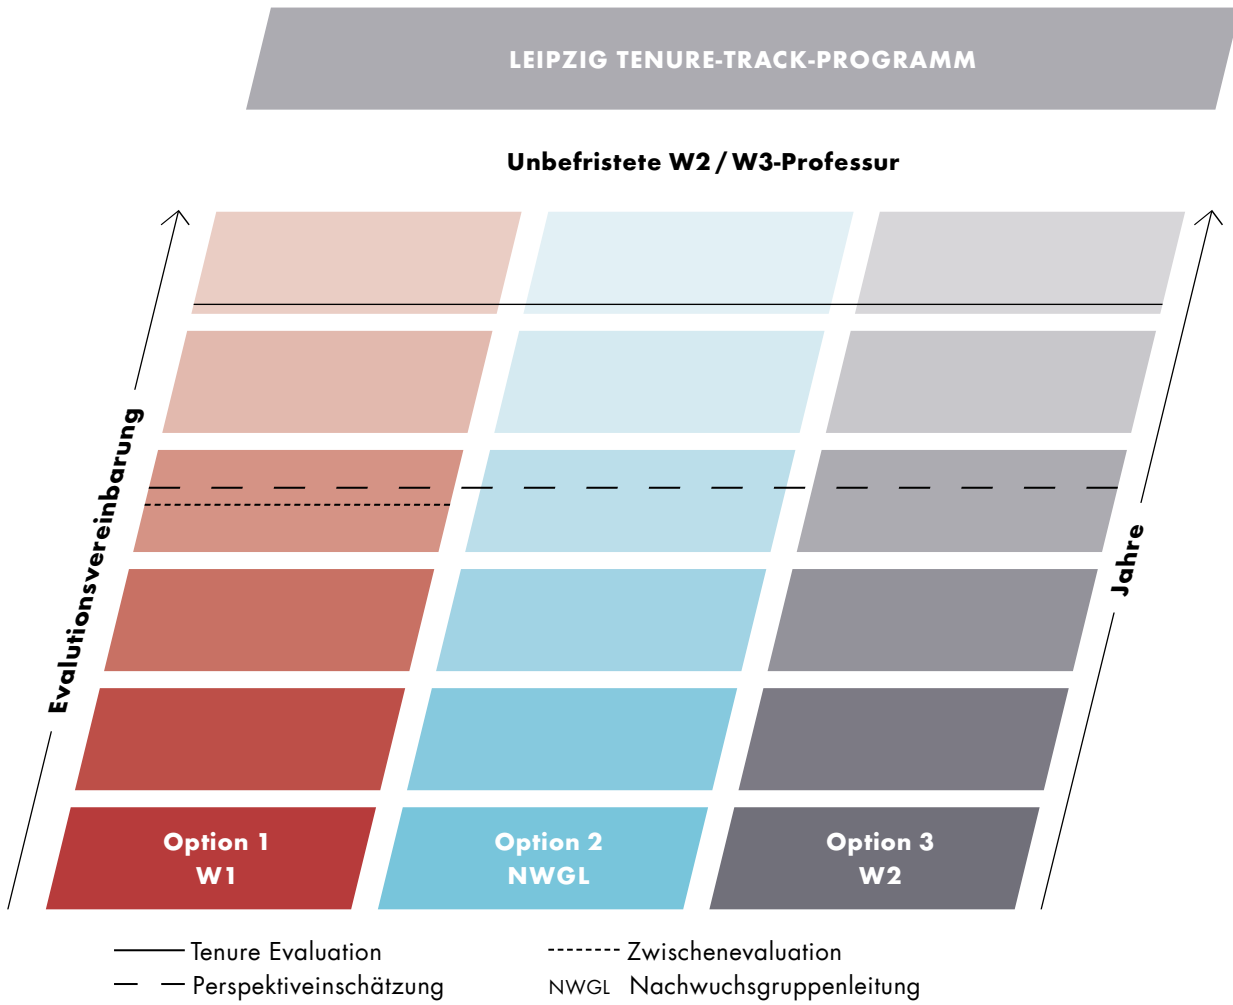 LEIPZIG TENURE-TRACK-PROGRAMM
Unbefristete W2 / W3-Professur
Evalutionsvereinbarung
Jahre
Option 1
W1
Option 2
NWGL
Option 3
W2
Tenure Evaluation
Zwischenevaluation
Perspektiveinschätzung
NWGL Nachwuchsgruppenleitung